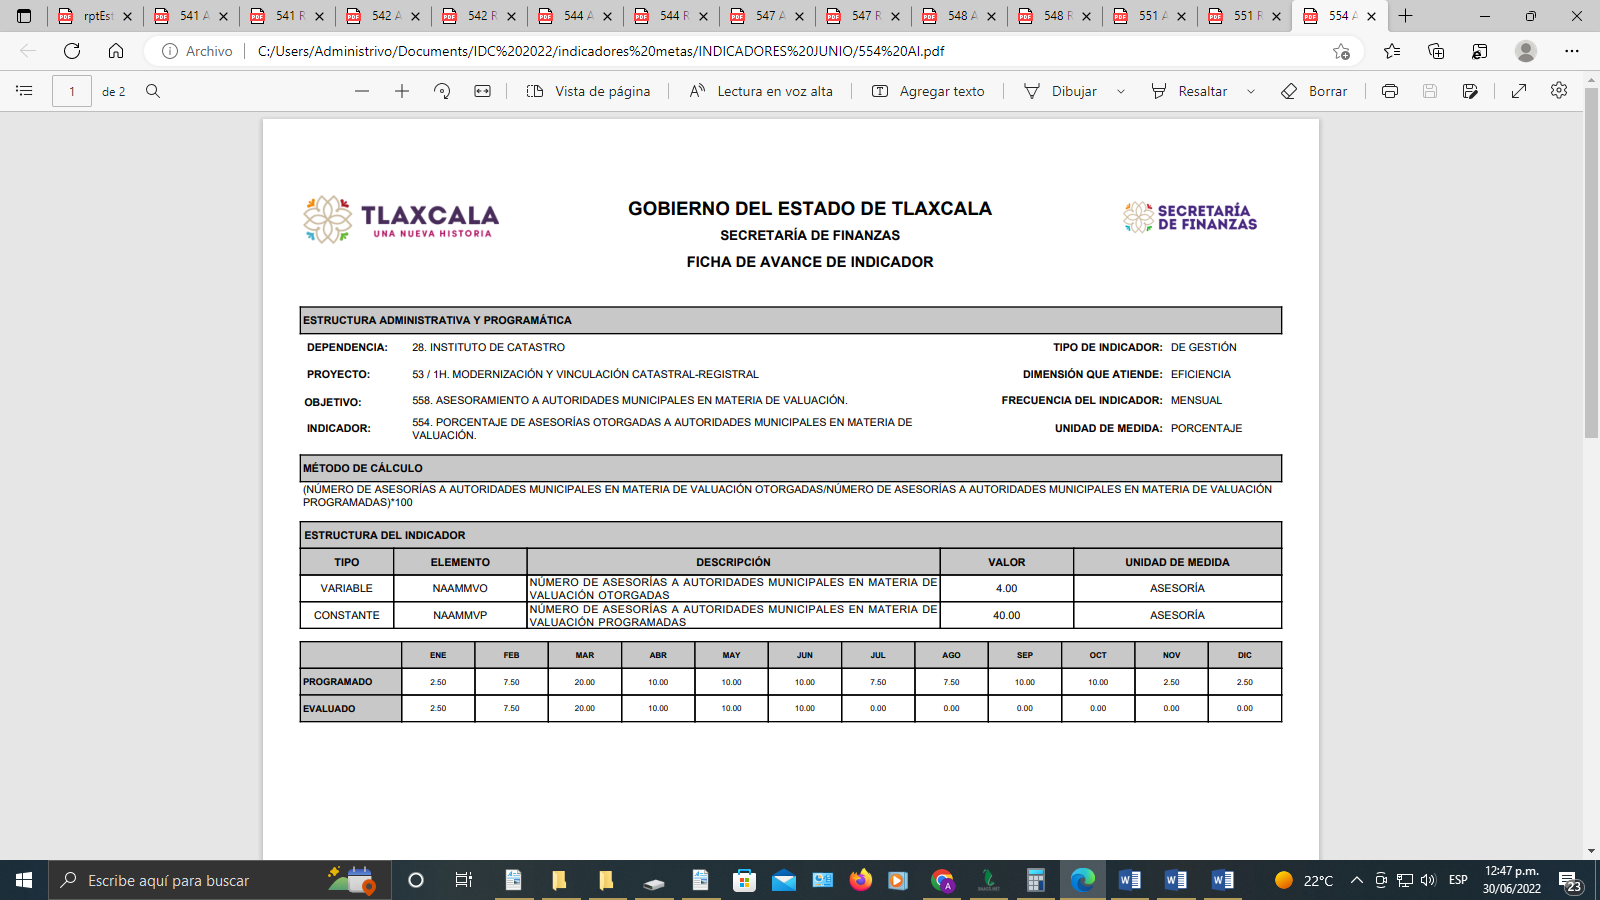 rptEst
541 A
541 R
542 A
542 R
544 A
544 R
547 A
547 R
548 A
548 R
551 A
551 R
554 A
Archivo
C:/Users/Administrivo/Documents/IDC%202022/indicadores%20metas/INDICADORES%20JUNIO/554%20AI.pdf
1 de 2
Vista de página
Lectura en voz alta
Agregar texto
Dibujar
Resaltar
Borrar
TLAXCALA
UNA NUEVA HISTORIA
GOBIERNO DEL ESTADO DE TLAXCALA
SECRETARÍA DE FINANZAS
FICHA DE AVANCE DE INDICADOR
SECRETARÍA
DE FINANZAS
ESTRUCTURA ADMINISTRATIVA Y PROGRAMÁTICA
DEPENDENCIA: 28. INSTITUTO DE CATASTRO TIPO DE INDICADOR: DE GESTIÓN
PROYECTO: 53 / 1H. MODERNIZACIÓN Y VINCULACIÓN CATASTRAL-REGISTRAL DIMENSIÓN QUE ATIENDE: EFICIENCIA
OBJETIVO: 558. ASESORAMIENTO A AUTORIDADES MUNICIPALES EN MATERIA DE VALUACIÓN. FRECUENCIA DEL INDICADOR: MENSUAL
INDICADOR: 554. PORCENTAJE DE ASESORÍAS OTORGADAS A AUTORIDADES MUNICIPALES EN MATERIA DE
VALUACIÓN. UNIDAD DE MEDIDA: PORCENTAJE
MÉTODO DE CÁLCULO
(NÚMERO DE ASESORÍAS A AUTORIDADES MUNICIPALES EN MATERIA DE VALUACIÓN OTORGADAS/NÚMERO DE ASESORÍAS A AUTORIDADES MUNICIPALES EN MATERIA DE VALUACIÓN
PROGRAMADAS)*100
ESTRUCTURA DEL INDICADOR
TIPO ELEMENTO DESCRIPCIÓN VALOR UNIDAD DE MEDIDA
VARIABLE NAAMMVO NÚMERO DE ASESORÍAS A AUTORIDADES MUNICIPALES EN MATERIA DE
VALUACIÓN OTORGADAS 4.00 ASESORÍA
CONSTANTE NAAMMVP NÚMERO DE ASESORÍAS A AUTORIDADES MUNICIPALES EN MATERIA DE
VALUACIÓN PROGRAMADAS 40.00 ASESORÍA
ENE FEB MAR ABR MAY JUN JUL AGO SEP OCT NOV DIC
PROGRAMADO 2.50 7.50 20.00 10.00 10.00 10.00 7.50 7.50 10.00 10.00 2.50 2.50
EVALUADO 2.50 7.50 20.00 10.00 10.00 10.00 0.00 0.00 0.00 0.00 0.00 0.00
Escribe aquí para buscar
22°C
ESP
12:47 p.m.
30/06/2022
23